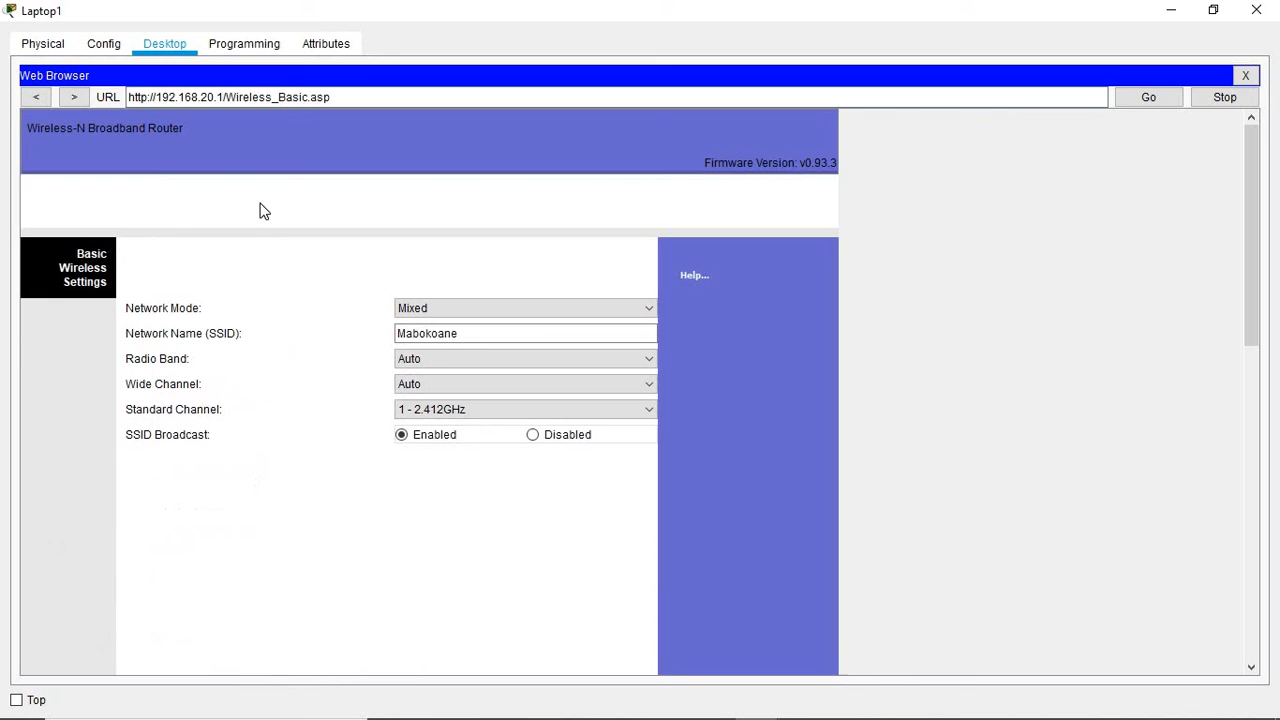 Laptop1
Physical Config Desktop Programming Attributes
Web Browser X
< > URL http://192.168.20.1/Wireless_Basic.asp Go Stop
Wireless-N Broadband Router
Firmware Version: v0.93.3
Basic
Wireless
Settings
Help...
Network Mode: Mixed
Network Name (SSID): Mabokoane
Radio Band: Auto
Wide Channel: Auto
Standard Channel: 1 - 2.412GHz
SSID Broadcast: Enabled Disabled
Top